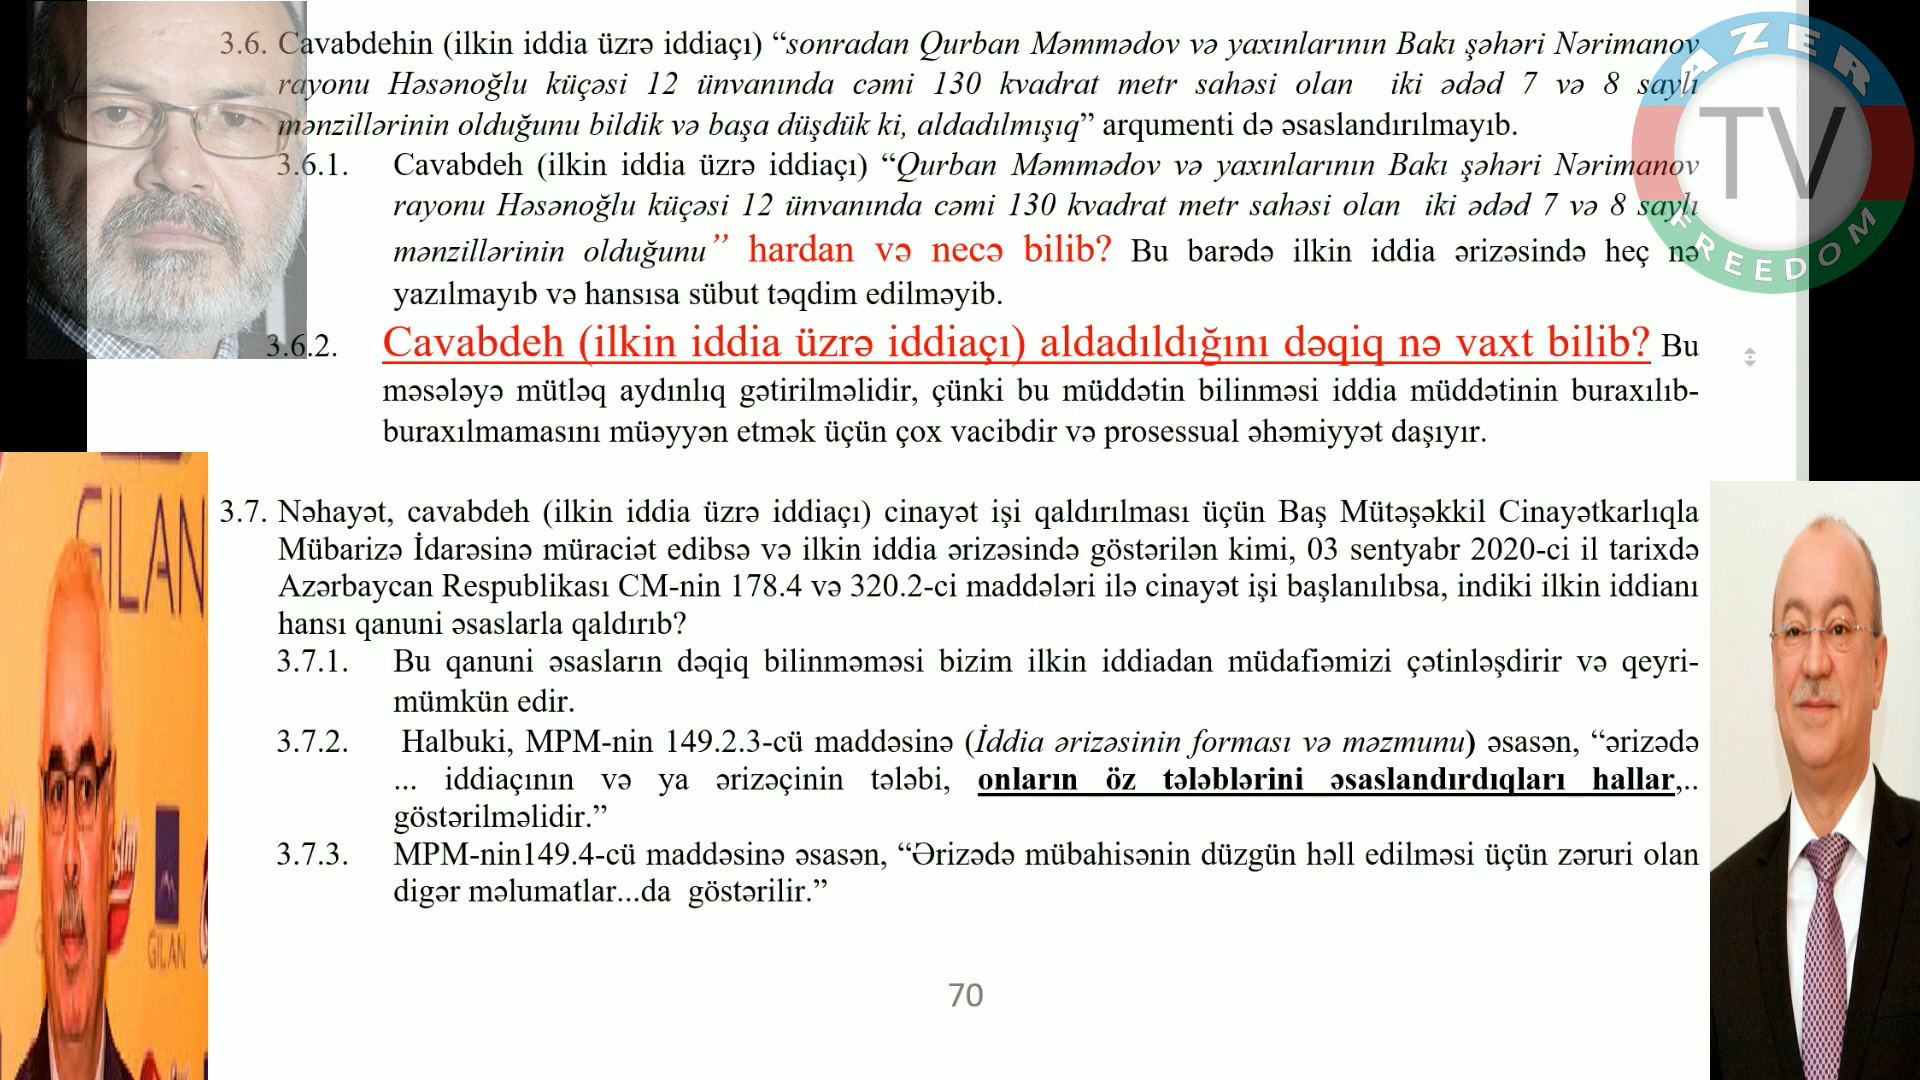 3.6. Cavabdehin (ilkin iddia üzrə iddiaçı) “sonradan Qurban Məmmədov və yaxınlarının Bakı şəhəri Nərimanov
rayonu Həsənoğlu küçəsi 12 ünvanında cəmi 130 kvadrat metr sahəsi olan iki ədəd 7 və 8 saylı
mənzillərinin olduğunu bildik və başa düşdük ki, aldadılmışıq” arqumenti də əsaslandırılmayıb.
3.6.1. Cavabdeh (ilkin iddia üzrə iddiaçı) “Qurban Məmmədov və yaxınlarının Bakı şəhəri Nərimanov
rayonu Həsənoğlu küçəsi 12 ünvanında cəmi 130 kvadrat metr sahəsi olan iki ədəd 7 və 8 saylı
mənzillərinin olduğunu” hardan və necə bilib? Bu barədə ilkin iddia ərizəsində heç nə
yazılmayıb və hansısa sübut təqdim edilməyib.
3.6.2. Cavabdeh (ilkin iddia üzrə iddiaçı) aldadıldığını dəqiq nə vaxt bilib? Bu
məsələyə mütləq aydınlıq gətirilməlidir, çünki bu müddətin bilinməsi iddia müddətinin buraxılıb-
buraxılmamasını müəyyən etmək üçün çox vacibdir və prosessual əhəmiyyət daşıyır.
3.7. Nəhayət, cavabdeh (ilkin iddia üzrə iddiaçı) cinayət işi qaldırılması üçün Baş Mütəşəkkil Cinayətkarlıqla
Mübarizə İdarəsinə müraciət edibsə və ilkin iddia ərizəsində göstərilən kimi, 03 sentyabr 2020-ci il tarixdə
Azərbaycan Respublikası CM-nin 178.4 və 320.2-ci maddələri ilə cinayət işi başlanılıbsa, indiki ilkin iddianı
hansı qanuni əsaslarla qaldırıb?
3.7.1. Bu qanuni əsasların dəqiq bilinməməsi bizim ilkin iddiadan müdafiəmizi çətinləşdirir və qeyri-
mümkün edir.
3.7.2. Halbuki, MPM-nin 149.2.3-cü maddəsinə (İddia ərizəsinin forması və məzmunu) əsasən, “ərizədə
... iddiaçının və ya ərizəçinin tələbi, onların öz tələblərini əsaslandırdıqları hallar,..
göstərilməlidir.”
3.7.3. MPM-nin149.4-cü maddəsinə əsasən, “Ərizədə mübahisənin düzgün həll edilməsi üçün zəruri olan
digər məlumatlar...da göstərilir.”
70
AZER
TV
FREEDOM
GILAN
GILAN